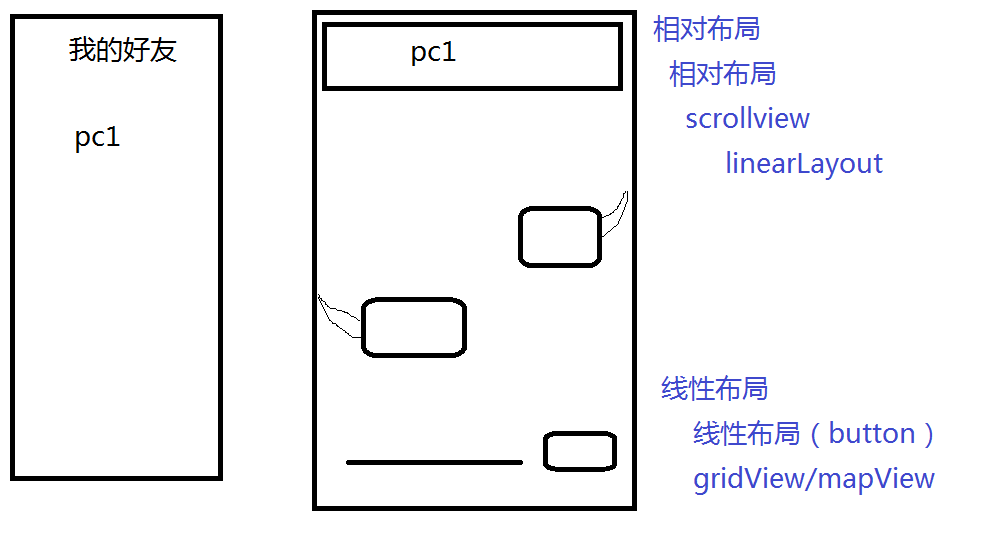 我的好友
pc1
pc1
相对布局
相对布局
scrollview
linearLayout
线性布局
线性布局（button）
gridView/mapView